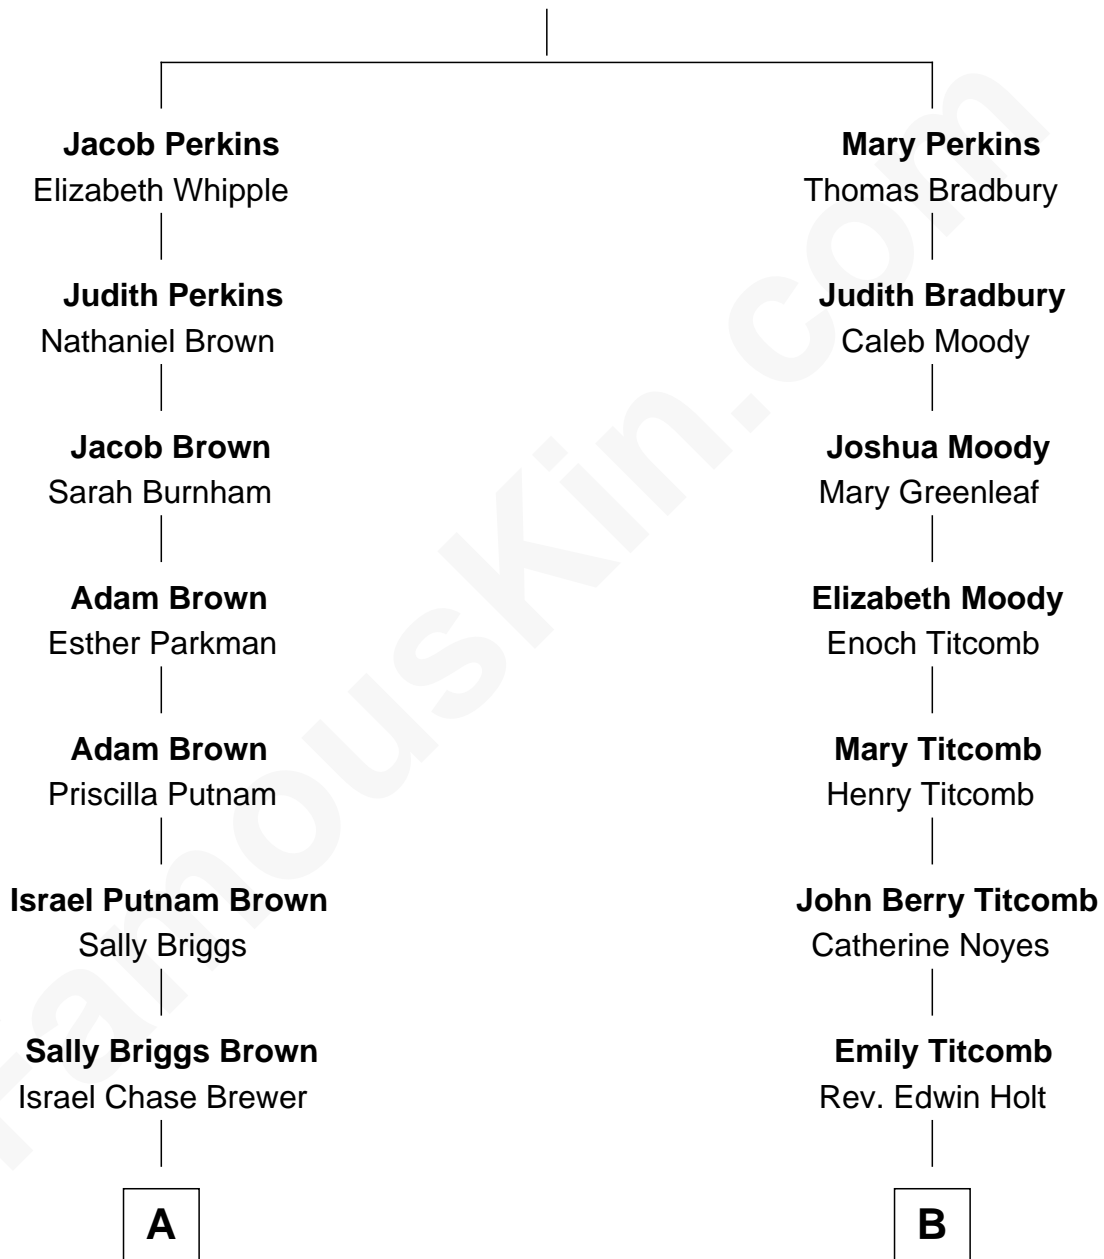 Jacob Perkins
Elizabeth Whipple
Judith Perkins
Nathaniel Brown
Jacob Brown
Sarah Burnham
Adam Brown
Esther Parkman
Adam Brown
Priscilla Putnam
Israel Putnam Brown
Sally Briggs
Sally Briggs Brown
Israel Chase Brewer
A
Mary Perkins
Thomas Bradbury
Judith Bradbury
Caleb Moody
Joshua Moody
Mary Greenleaf
Elizabeth Moody
Enoch Titcomb
Mary Titcomb
Henry Titcomb
John Berry Titcomb
Catherine Noyes
Emily Titcomb
Rev. Edwin Holt
B
FamousKin.com